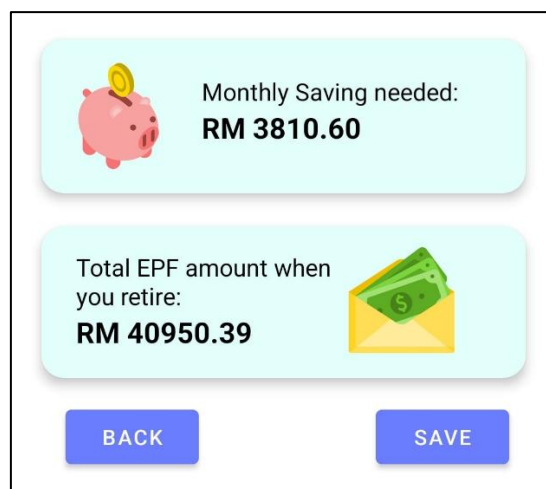 Monthly Saving needed:
RM 3810.60
Total EPF amount when
you retire:
RM 40950.39
BACK
SAVE